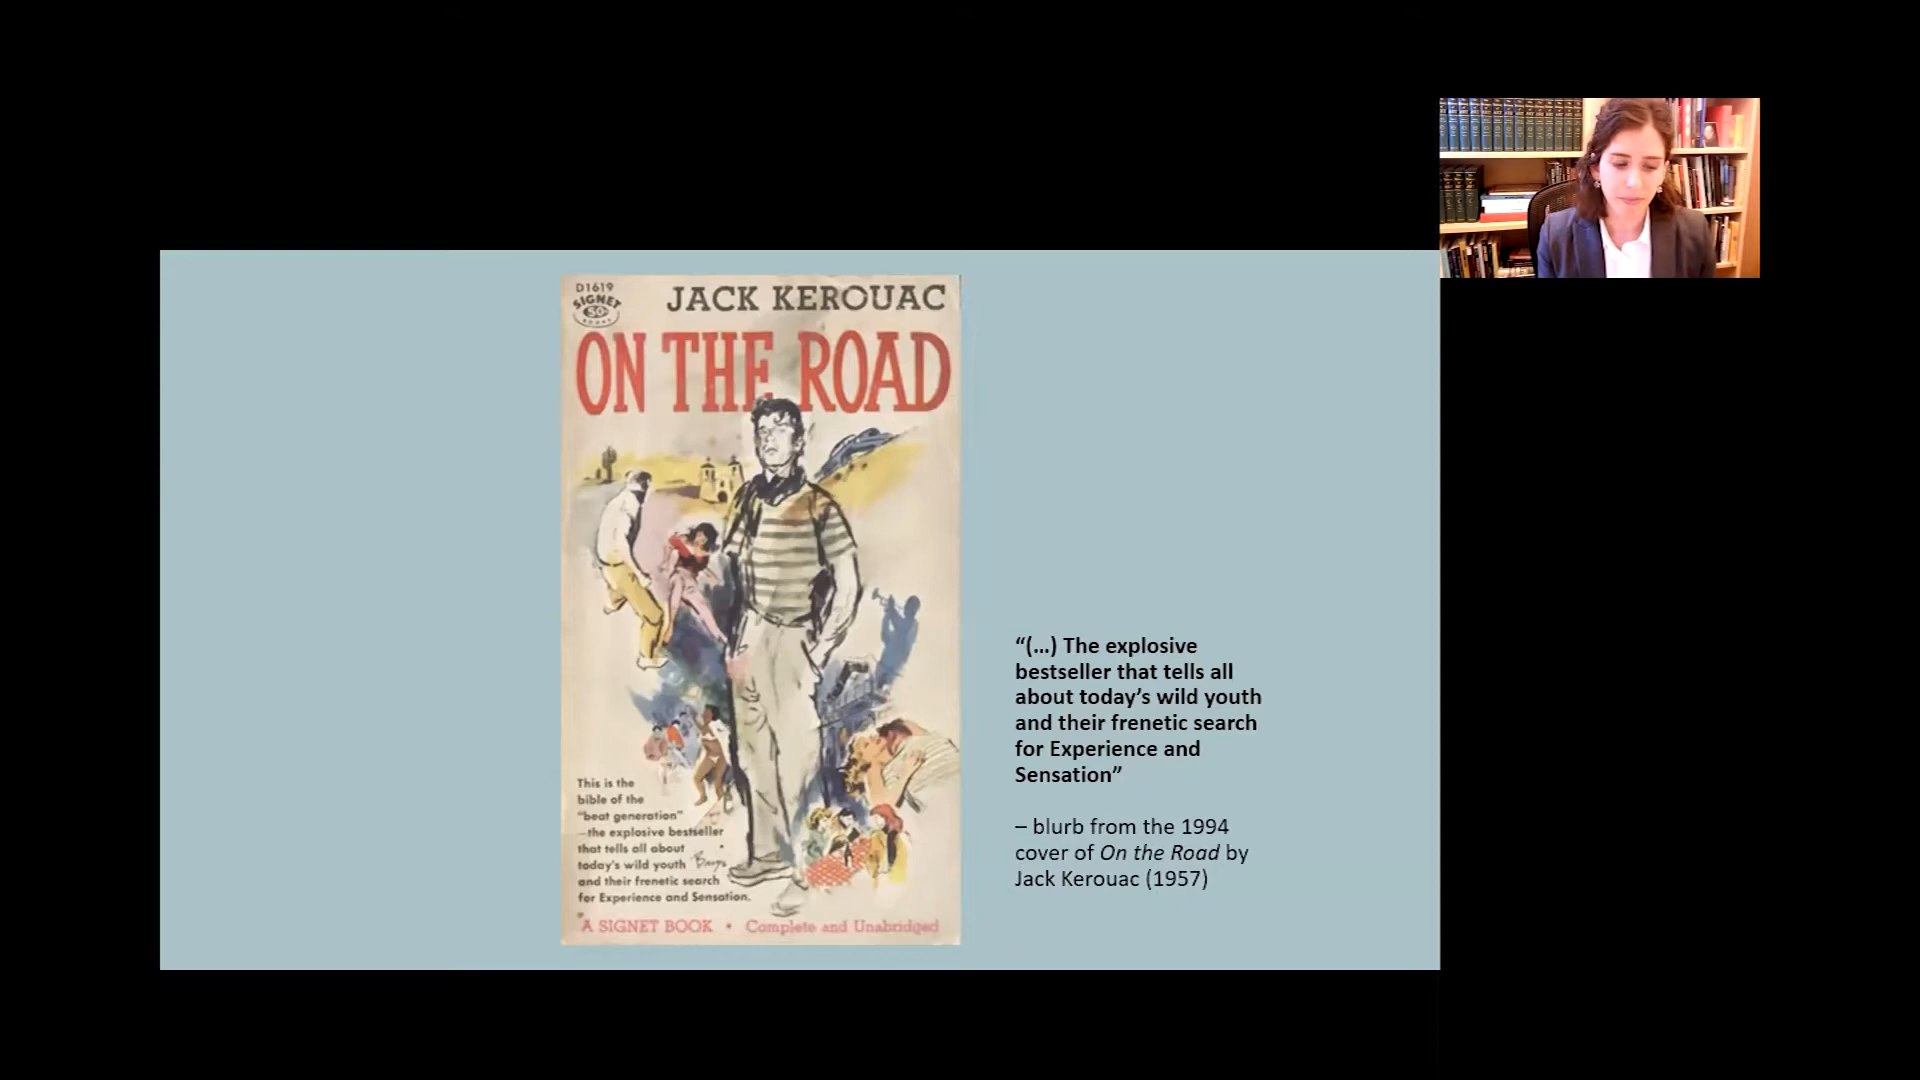 D1619
SIGNET
50¢
BOOKS
JACK KEROUAC
ON THE ROAD
This is the
bible of the
"beat generation"
—the explosive bestseller
that tells all about
today's wild youth
and their frenetic search
for Experience and Sensation.
A SIGNET BOOK • Complete and Unabridged
“(...) The explosive
bestseller that tells all
about today’s wild youth
and their frenetic search
for Experience and
Sensation”
– blurb from the 1994
cover of On the Road by
Jack Kerouac (1957)